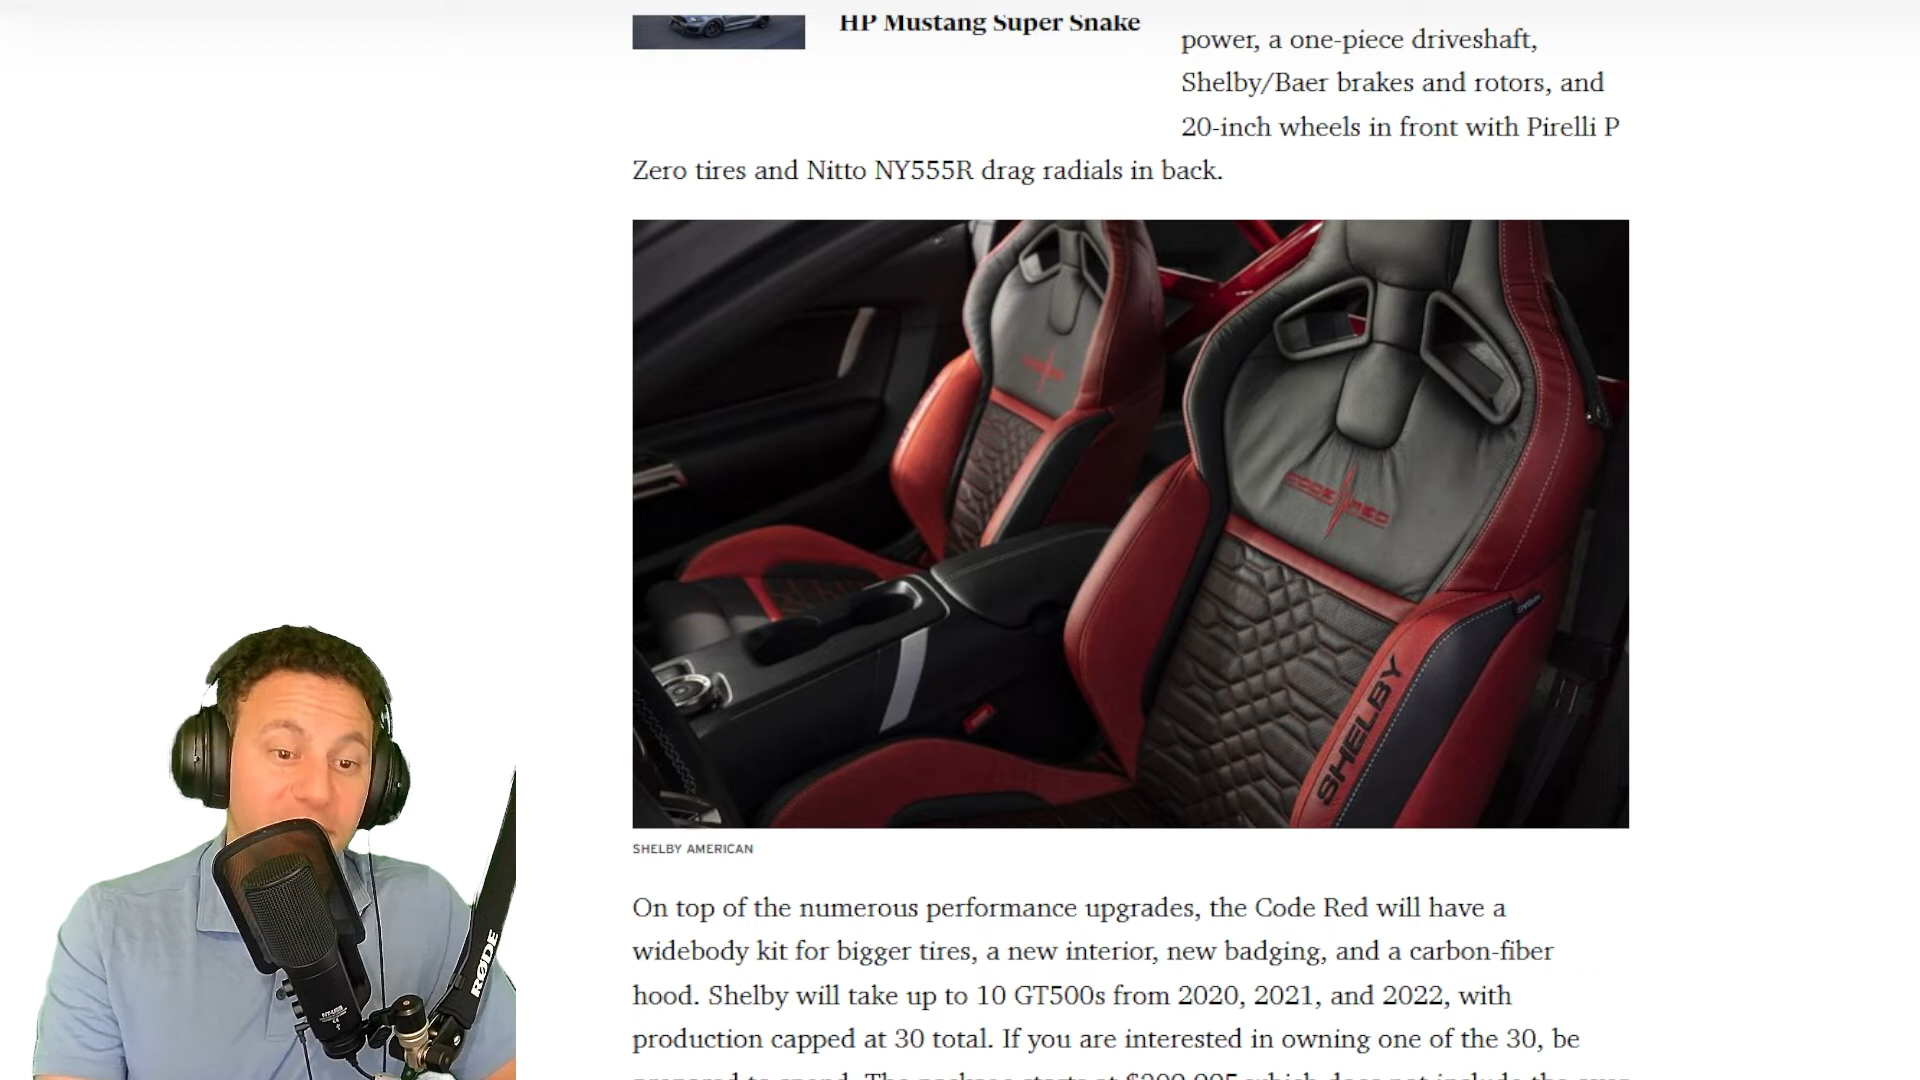 HP Mustang Super Snake
power, a one-piece driveshaft,
Shelby/Baer brakes and rotors, and
20-inch wheels in front with Pirelli P
Zero tires and Nitto NY555R drag radials in back.
CODE RED
SHELBY
SHELBY AMERICAN
On top of the numerous performance upgrades, the Code Red will have a
widebody kit for bigger tires, a new interior, new badging, and a carbon-fiber
hood. Shelby will take up to 10 GT500s from 2020, 2021, and 2022, with
production capped at 30 total. If you are interested in owning one of the 30, be
RØDE